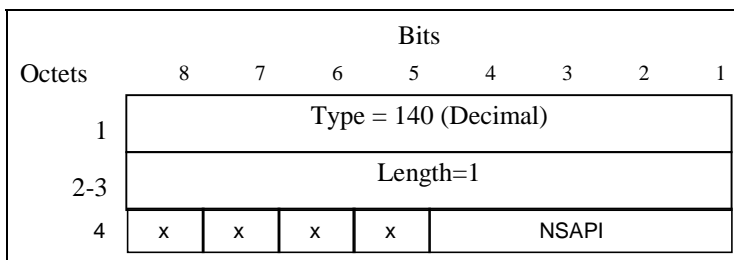 Bits
Octets 8 7 6 5 4 3 2 1
1 Type = 140 (Decimal)
2-3 Length=1
4 x x x x NSAPI